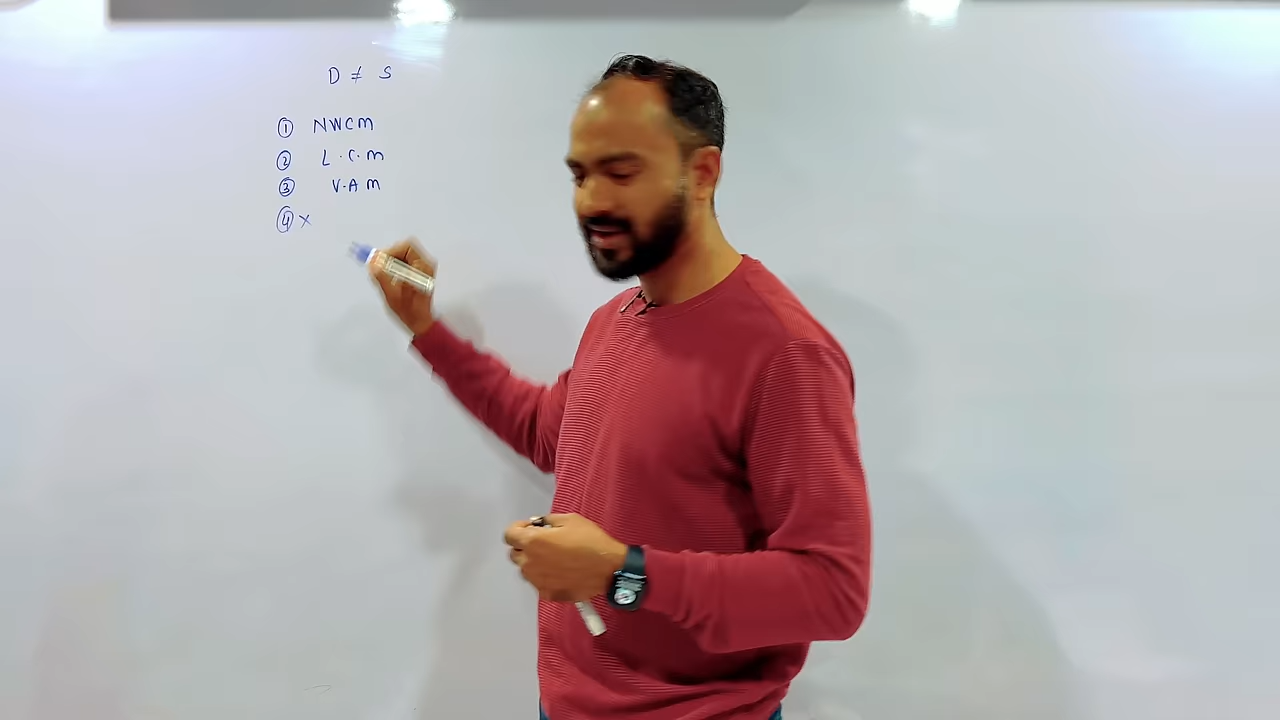 D ≠ S
① NWCM
② L.C.M
③ V.A M
④ ×